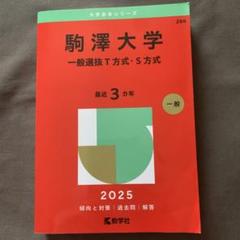 大学赤本シリーズ
駒澤大学
一般選抜T方式・S方式
最近3カ年
一般
2025
傾向と対策｜過去問｜解答
教学社